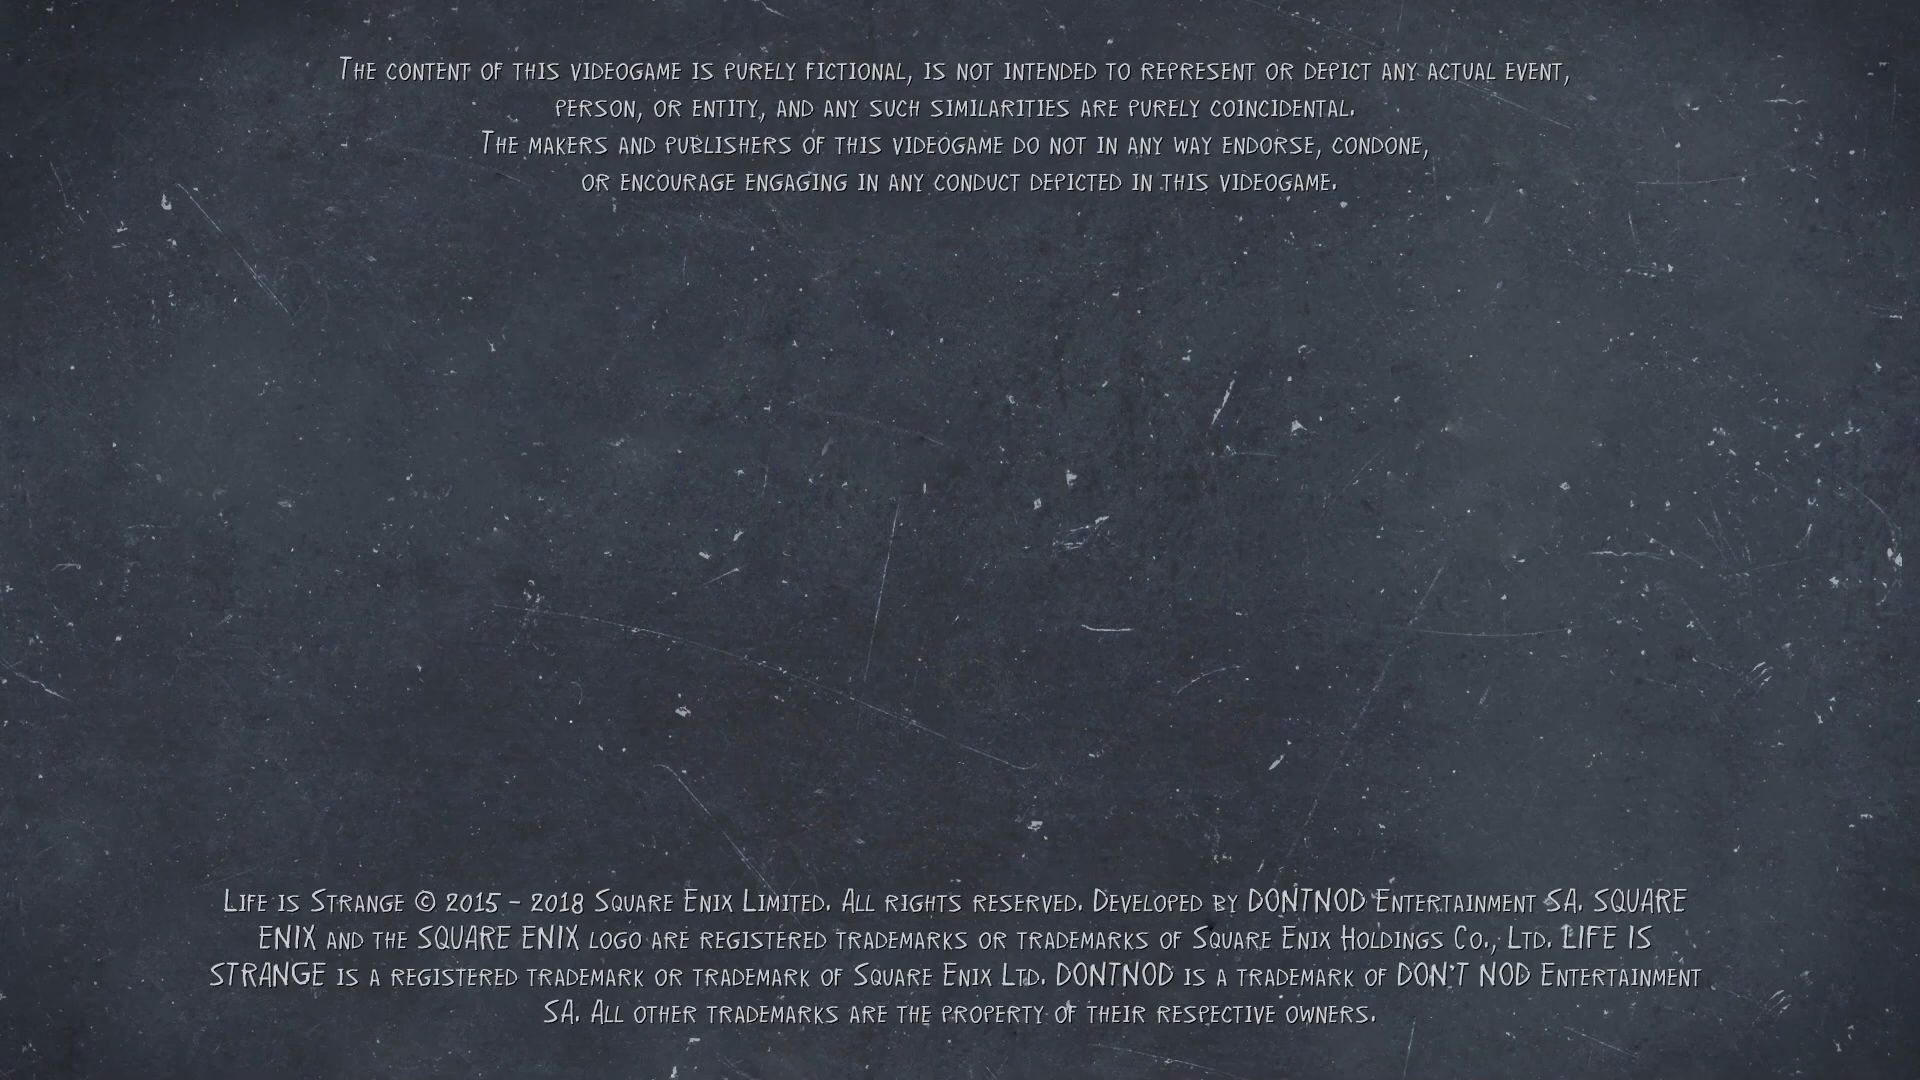 The content of this videogame is purely fictional, is not intended to represent or depict any actual event,
person, or entity, and any such similarities are purely coincidental.
The makers and publishers of this videogame do not in any way endorse, condone,
or encourage engaging in any conduct depicted in this videogame.
Life is Strange © 2015 - 2018 Square Enix Limited. All rights reserved. Developed by DONTNOD Entertainment SA. SQUARE
ENIX and the SQUARE ENIX logo are registered trademarks or trademarks of Square Enix Holdings Co., Ltd. LIFE IS
STRANGE is a registered trademark or trademark of Square Enix Ltd. DONTNOD is a trademark of DON'T NOD Entertainment
SA. All other trademarks are the property of their respective owners.